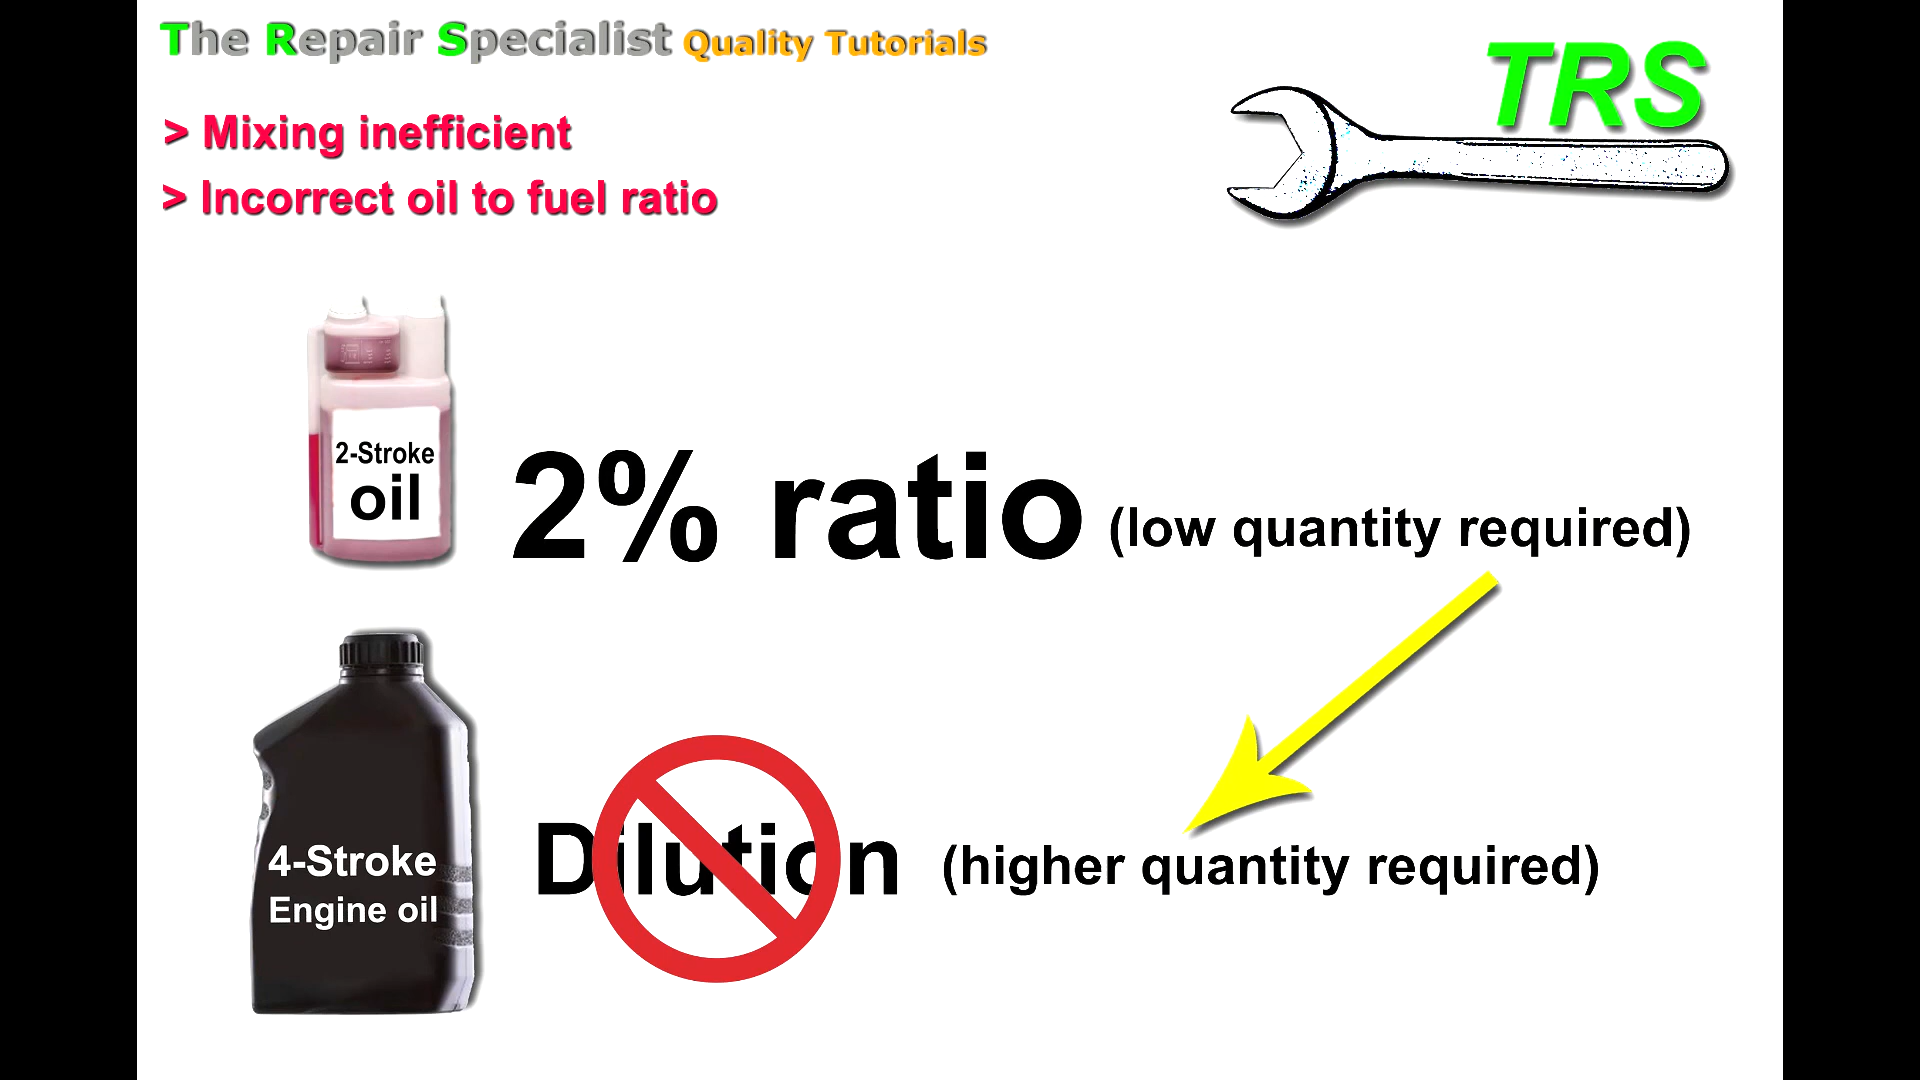 The Repair Specialist Quality Tutorials
TRS
> Mixing inefficient
> Incorrect oil to fuel ratio
2-Stroke
oil
2% ratio (low quantity required)
Dilution (higher quantity required)
4-Stroke
Engine oil